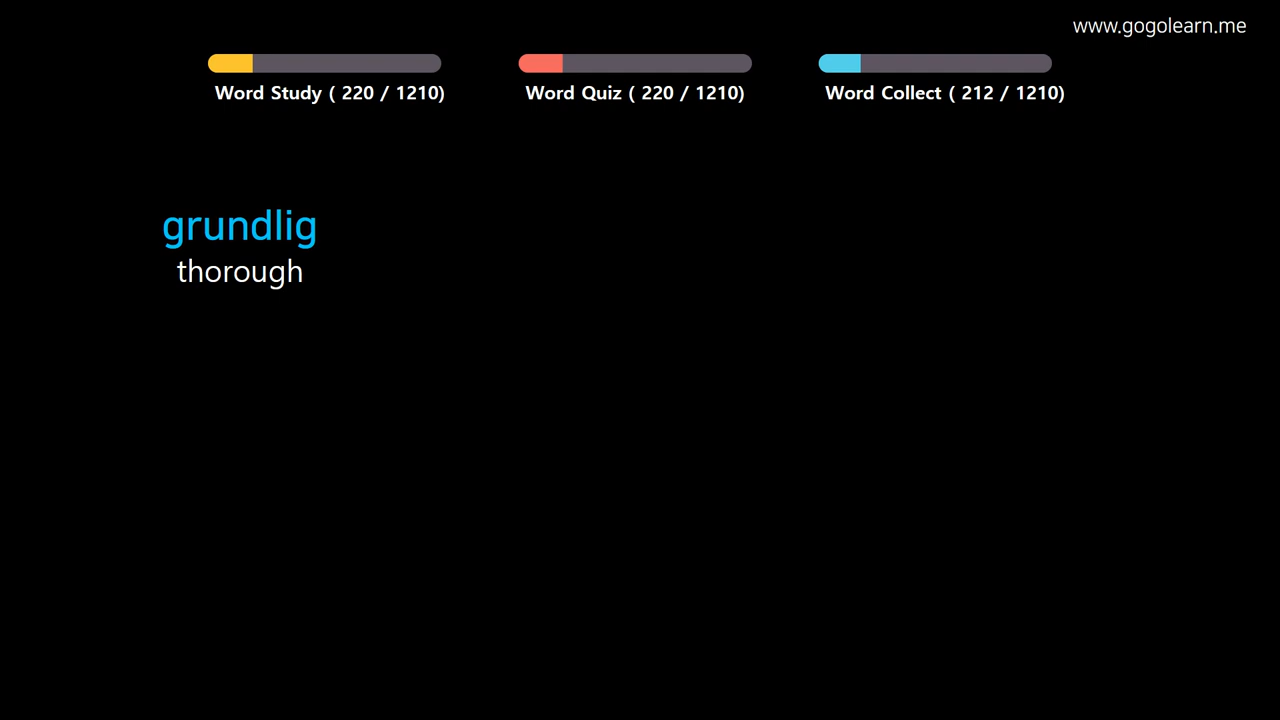 www.gogolearn.me
Word Study ( 220 / 1210)
Word Quiz ( 220 / 1210)
Word Collect ( 212 / 1210)
grundlig
thorough